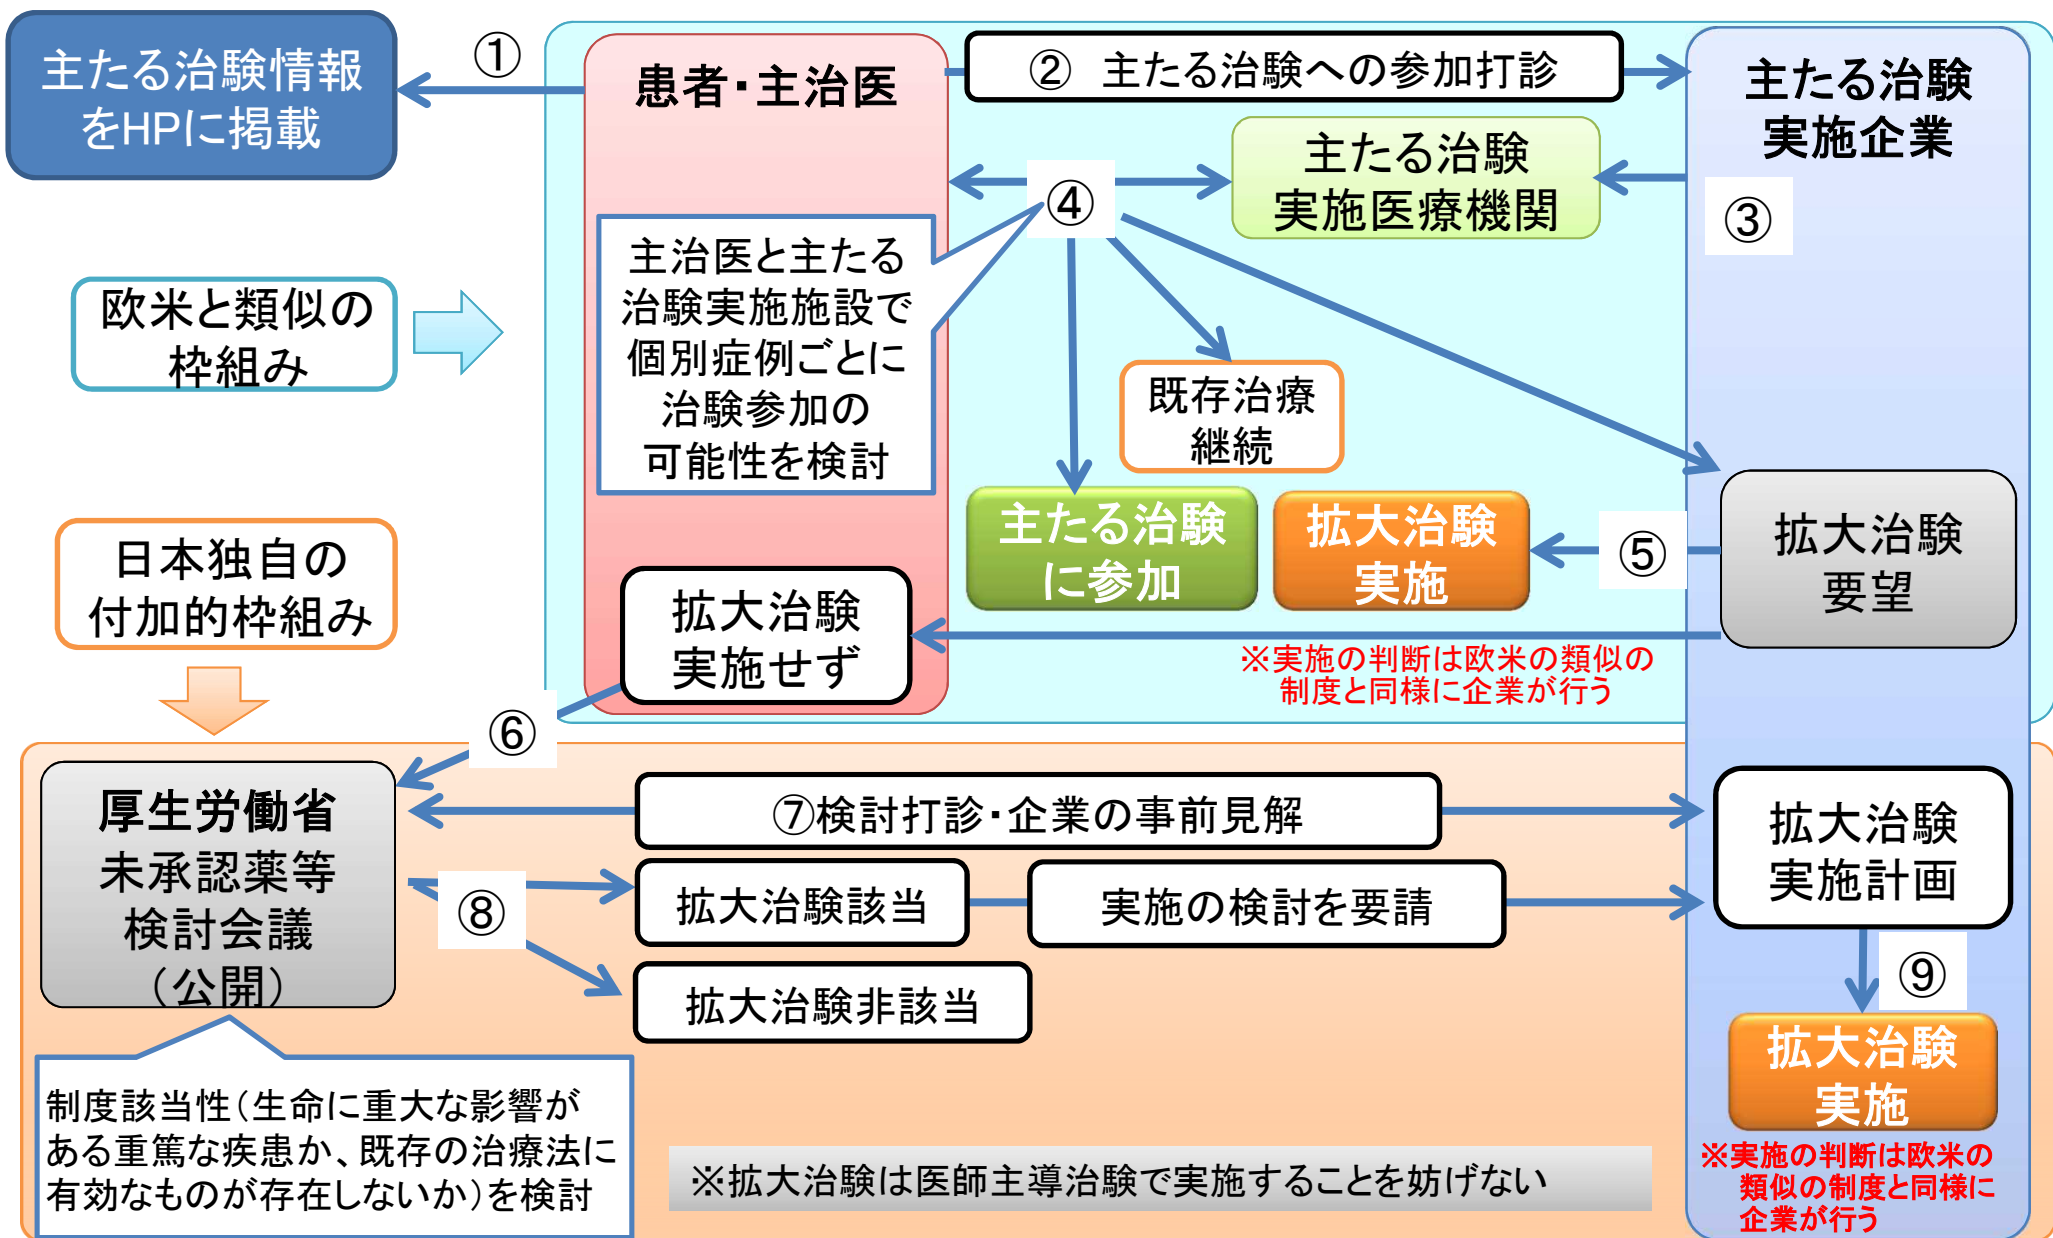 主たる治験情報
をHPに掲載
①
患者・主治医
② 主たる治験への参加打診
主たる治験
実施企業
主たる治験
実施医療機関
③
④
主治医と主たる
治験実施施設で
個別症例ごとに
治験参加の
可能性を検討
欧米と類似の
枠組み
既存治療
継続
主たる治験
に参加
拡大治験
実施
⑤
拡大治験
要望
日本独自の
付加的枠組み
拡大治験
実施せず
※実施の判断は欧米の類似の
制度と同様に企業が行う
⑥
厚生労働省
未承認薬等
検討会議
（公開）
⑦検討打診・企業の事前見解
拡大治験
実施計画
⑧
拡大治験該当
実施の検討を要請
拡大治験非該当
⑨
拡大治験
実施
制度該当性（生命に重大な影響が
ある重篤な疾患か、既存の治療法に
有効なものが存在しないか）を検討
※拡大治験は医師主導治験で実施することを妨げない
※実施の判断は欧米の
類似の制度と同様に
企業が行う